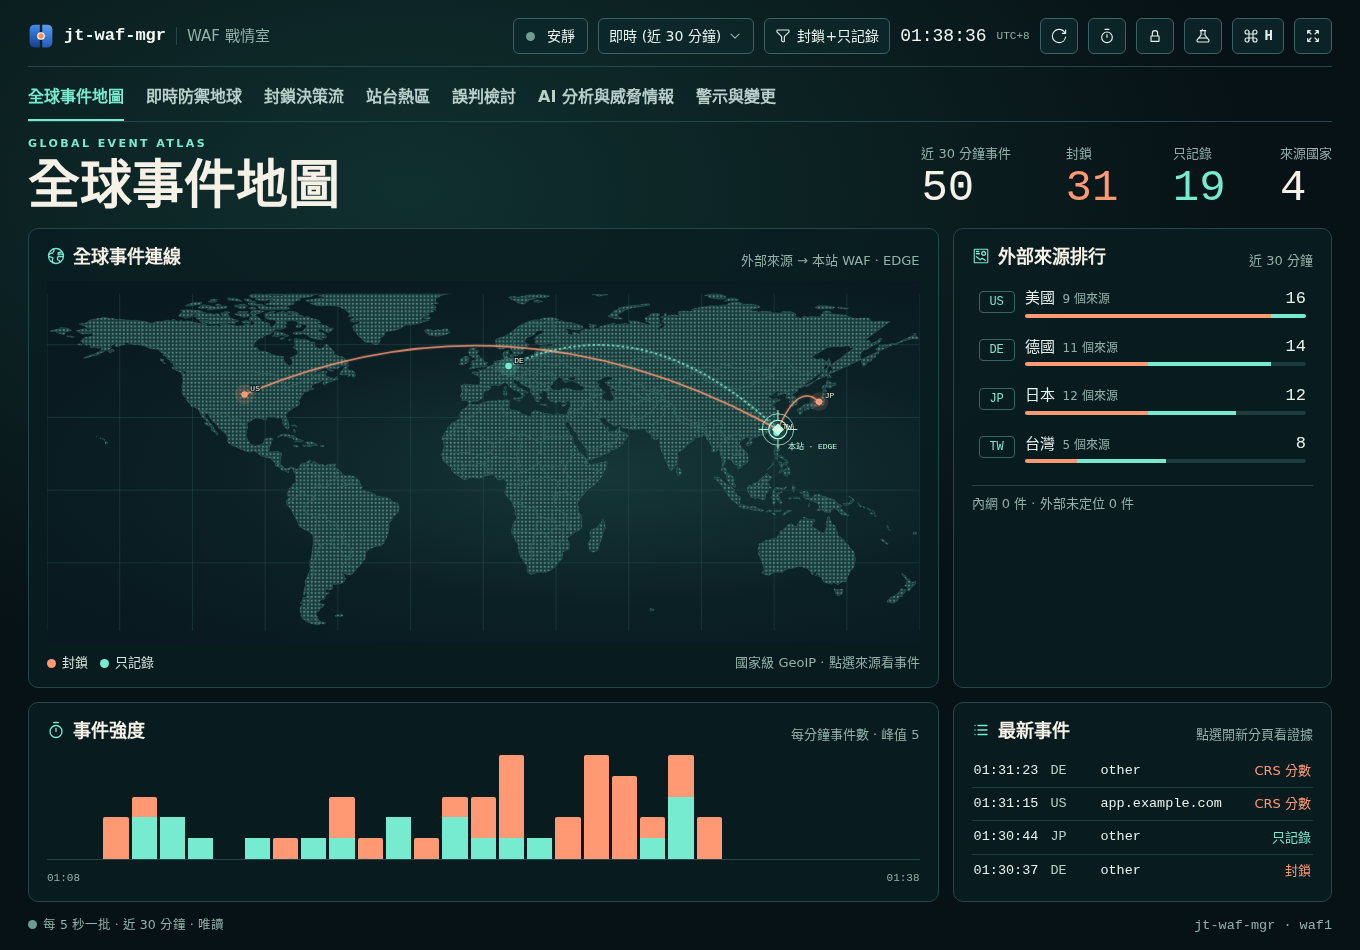 jt-waf-mgr WAF 戰情室 安靜 即時 (近 30 分鐘) 封鎖+只記錄 01:38:36 UTC+8 ⌘ H
全球事件地圖 即時防禦地球 封鎖決策流 站台熱區 誤判檢討 AI 分析與威脅情報 警示與變更
GLOBAL EVENT ATLAS
全球事件地圖
近 30 分鐘事件 封鎖 只記錄 來源國家
50 31 19 4
全球事件連線
外部來源 → 本站 WAF · EDGE
US
DE
JP
TW
本站 · EDGE
封鎖 只記錄
國家級 GeoIP · 點選來源看事件
外部來源排行 近 30 分鐘
US 美國 9 個來源 16
DE 德國 11 個來源 14
JP 日本 12 個來源 12
TW 台灣 5 個來源 8
內網 0 件 · 外部未定位 0 件
事件強度 每分鐘事件數 · 峰值 5
01:08 01:38
最新事件 點選開新分頁看證據
01:31:23 DE other CRS 分數
01:31:15 US app.example.com CRS 分數
01:30:44 JP other 只記錄
01:30:37 DE other 封鎖
每 5 秒一批 · 近 30 分鐘 · 唯讀
jt-waf-mgr · waf1